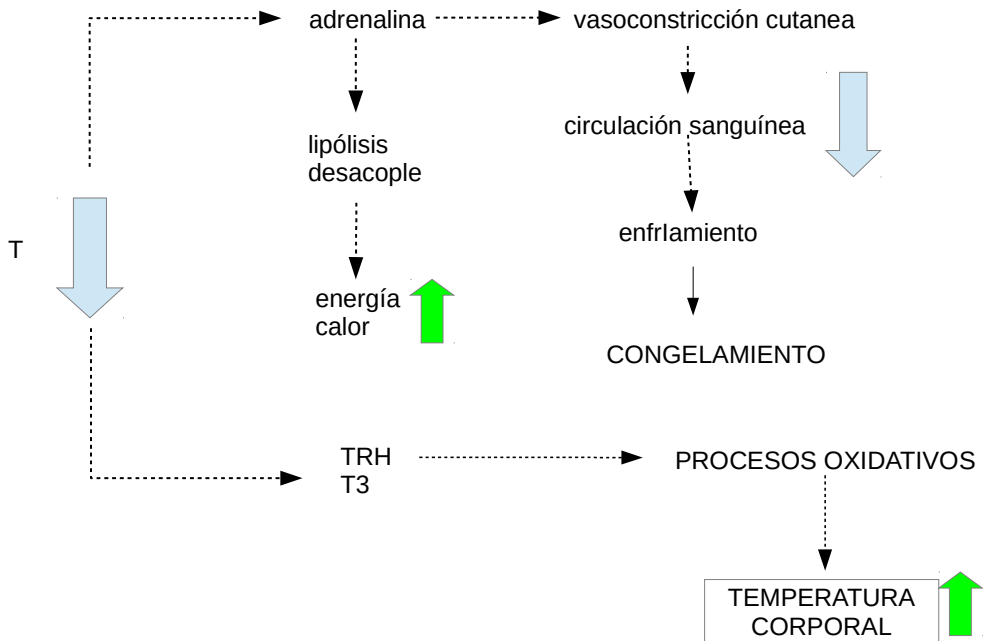 adrenalina
vasoconstricción cutanea
circulación sanguínea
lipólisis
desacople
T
enfrIamiento
energía
calor
CONGELAMIENTO
TRH
T3
PROCESOS OXIDATIVOS
TEMPERATURA
CORPORAL